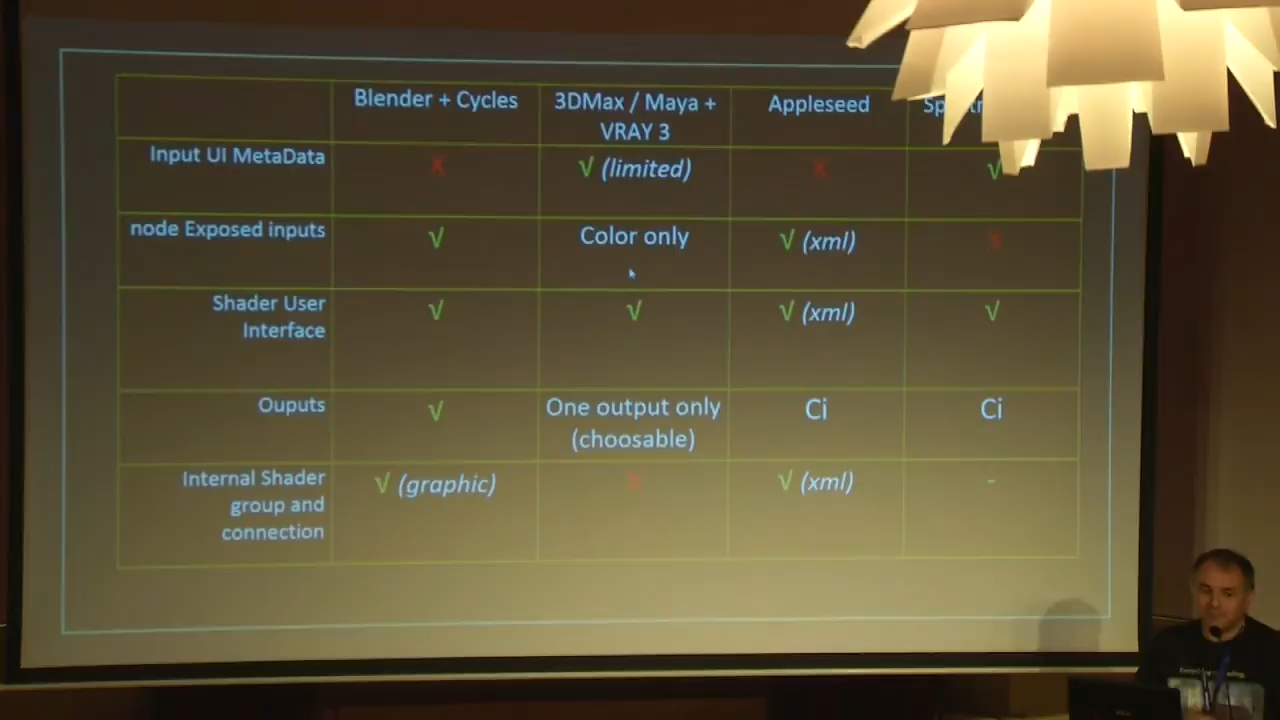 Blender + Cycles
3DMax / Maya +
VRAY 3
Appleseed
Input UI MetaData
X
√ (limited)
X
√
node Exposed inputs
√
Color only
√ (xml)
X
Shader User
Interface
√
√
√ (xml)
√
Ouputs
√
One output only
(choosable)
Ci
Ci
Internal Shader
group and
connection
√ (graphic)
X
√ (xml)
-